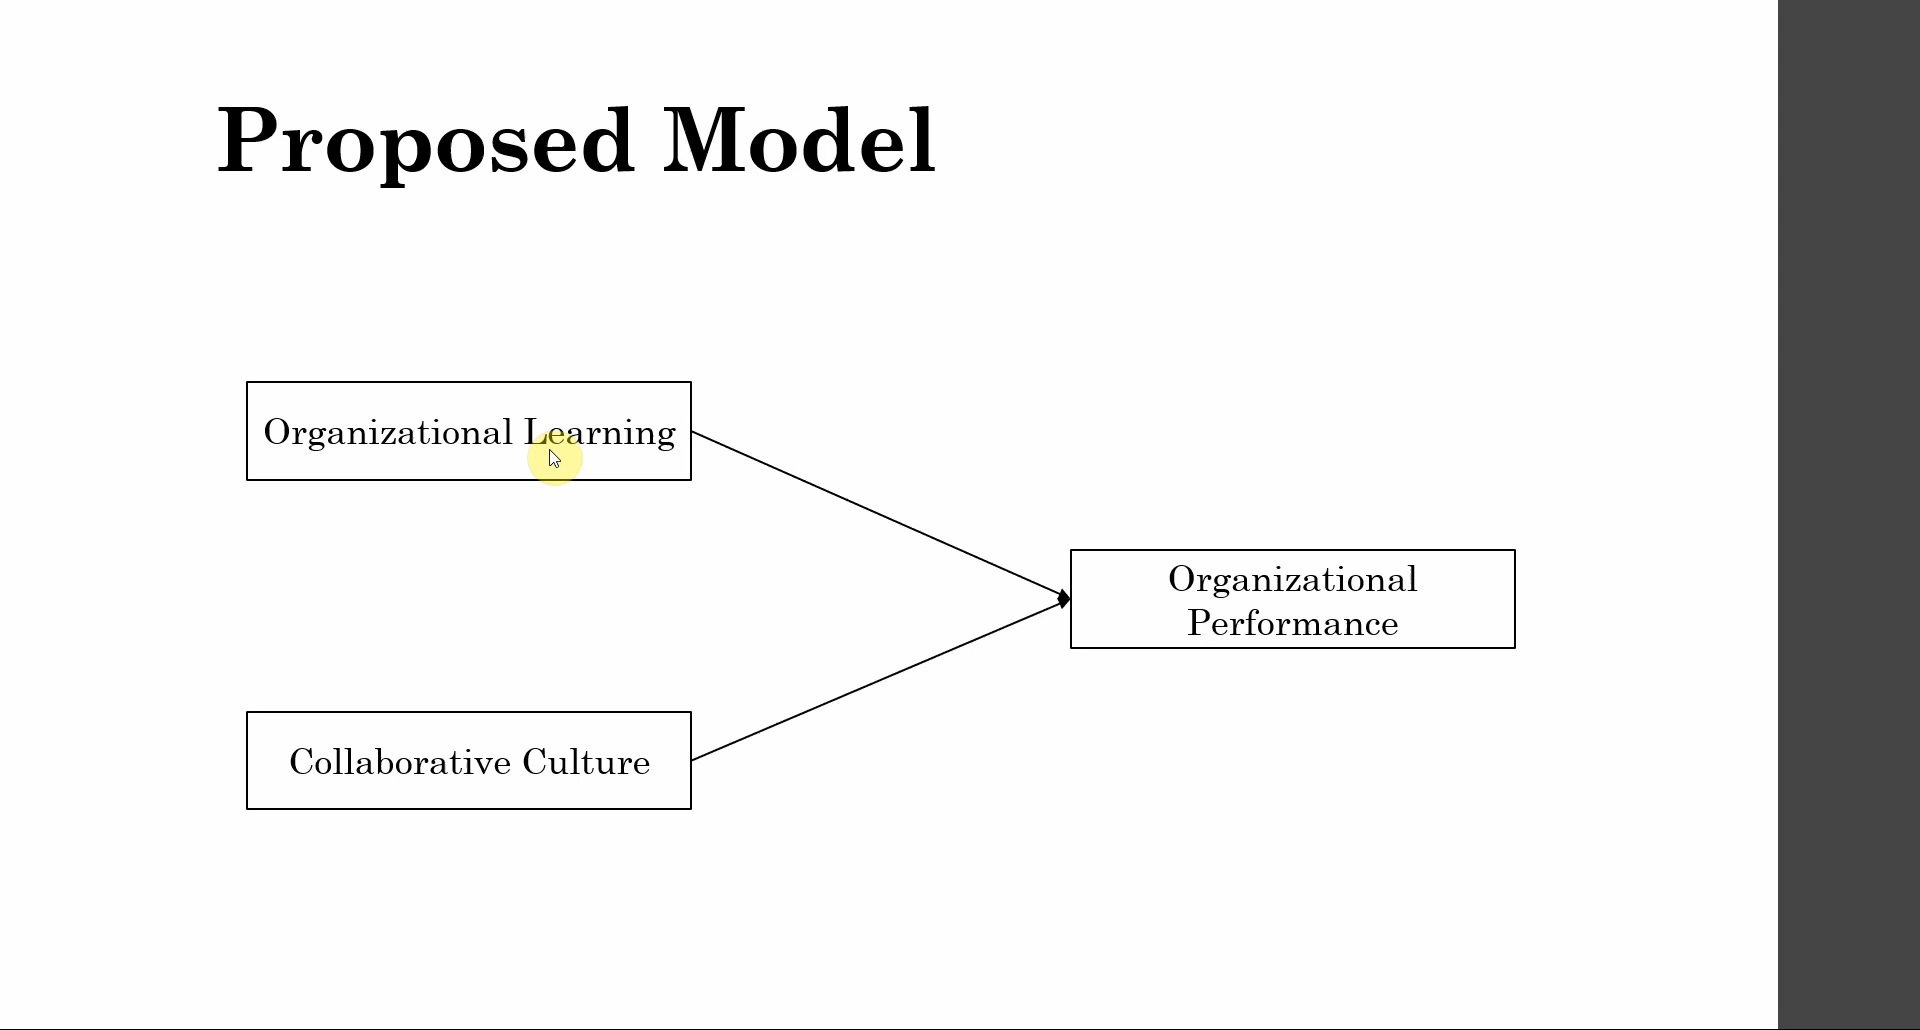 Proposed Model
Organizational Learning
Organizational
Performance
Collaborative Culture